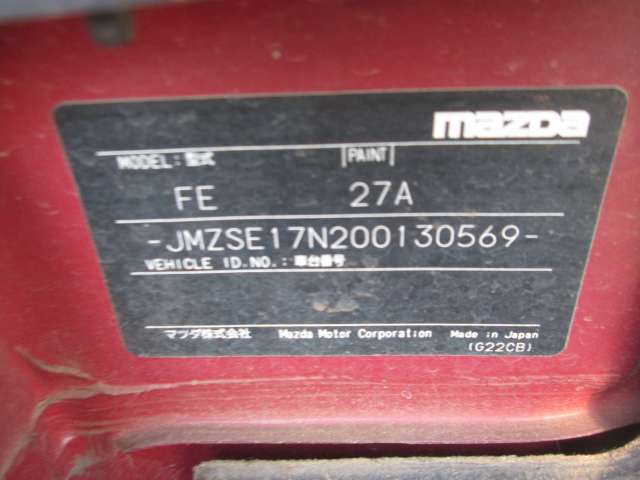 mazda
MODEL: 型式 PAINT
FE 27A
-JMZSE17N200130569-
VEHICLE ID.NO.: 車台番号
マツダ株式会社 Mazda Motor Corporation Made in Japan
(G22CB)